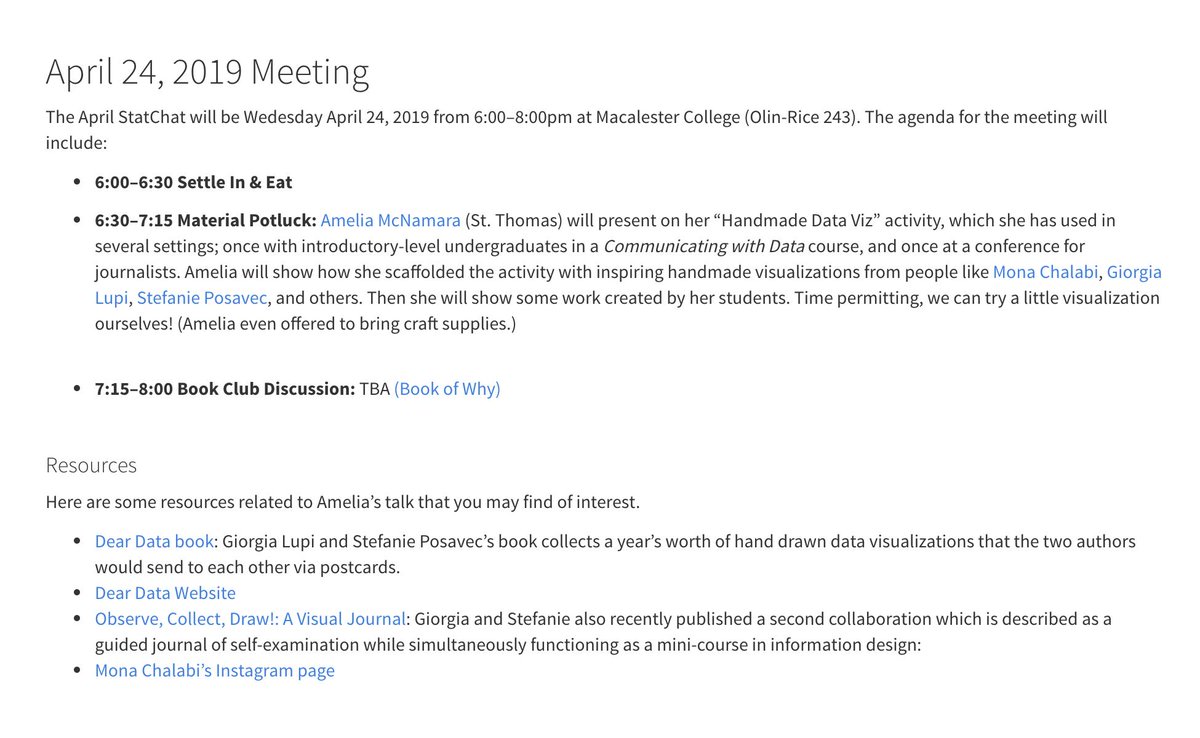 April 24, 2019 Meeting
The April StatChat will be Wedesday April 24, 2019 from 6:00–8:00pm at Macalester College (Olin-Rice 243). The agenda for the meeting will
include:
• 6:00–6:30 Settle In & Eat
• 6:30–7:15 Material Potluck: Amelia McNamara (St. Thomas) will present on her “Handmade Data Viz” activity, which she has used in
several settings; once with introductory-level undergraduates in a Communicating with Data course, and once at a conference for
journalists. Amelia will show how she scaffolded the activity with inspiring handmade visualizations from people like Mona Chalabi, Giorgia
Lupi, Stefanie Posavec, and others. Then she will show some work created by her students. Time permitting, we can try a little visualization
ourselves! (Amelia even offered to bring craft supplies.)
• 7:15–8:00 Book Club Discussion: TBA (Book of Why)
Resources
Here are some resources related to Amelia’s talk that you may find of interest.
• Dear Data book: Giorgia Lupi and Stefanie Posavec’s book collects a year’s worth of hand drawn data visualizations that the two authors
would send to each other via postcards.
• Dear Data Website
• Observe, Collect, Draw!: A Visual Journal: Giorgia and Stefanie also recently published a second collaboration which is described as a
guided journal of self-examination while simultaneously functioning as a mini-course in information design:
• Mona Chalabi’s Instagram page